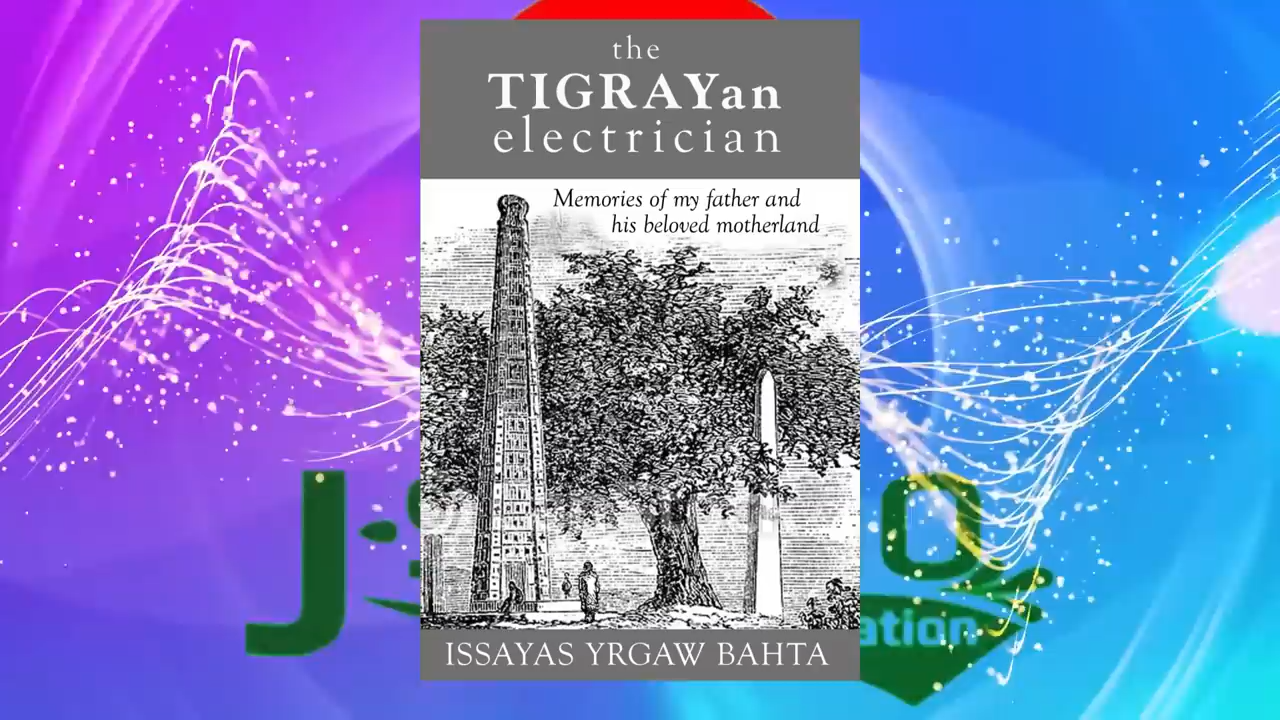 the
TIGRAYan
electrician
Memories of my father and
his beloved motherland
ISSAYAS YRGAW BAHTA